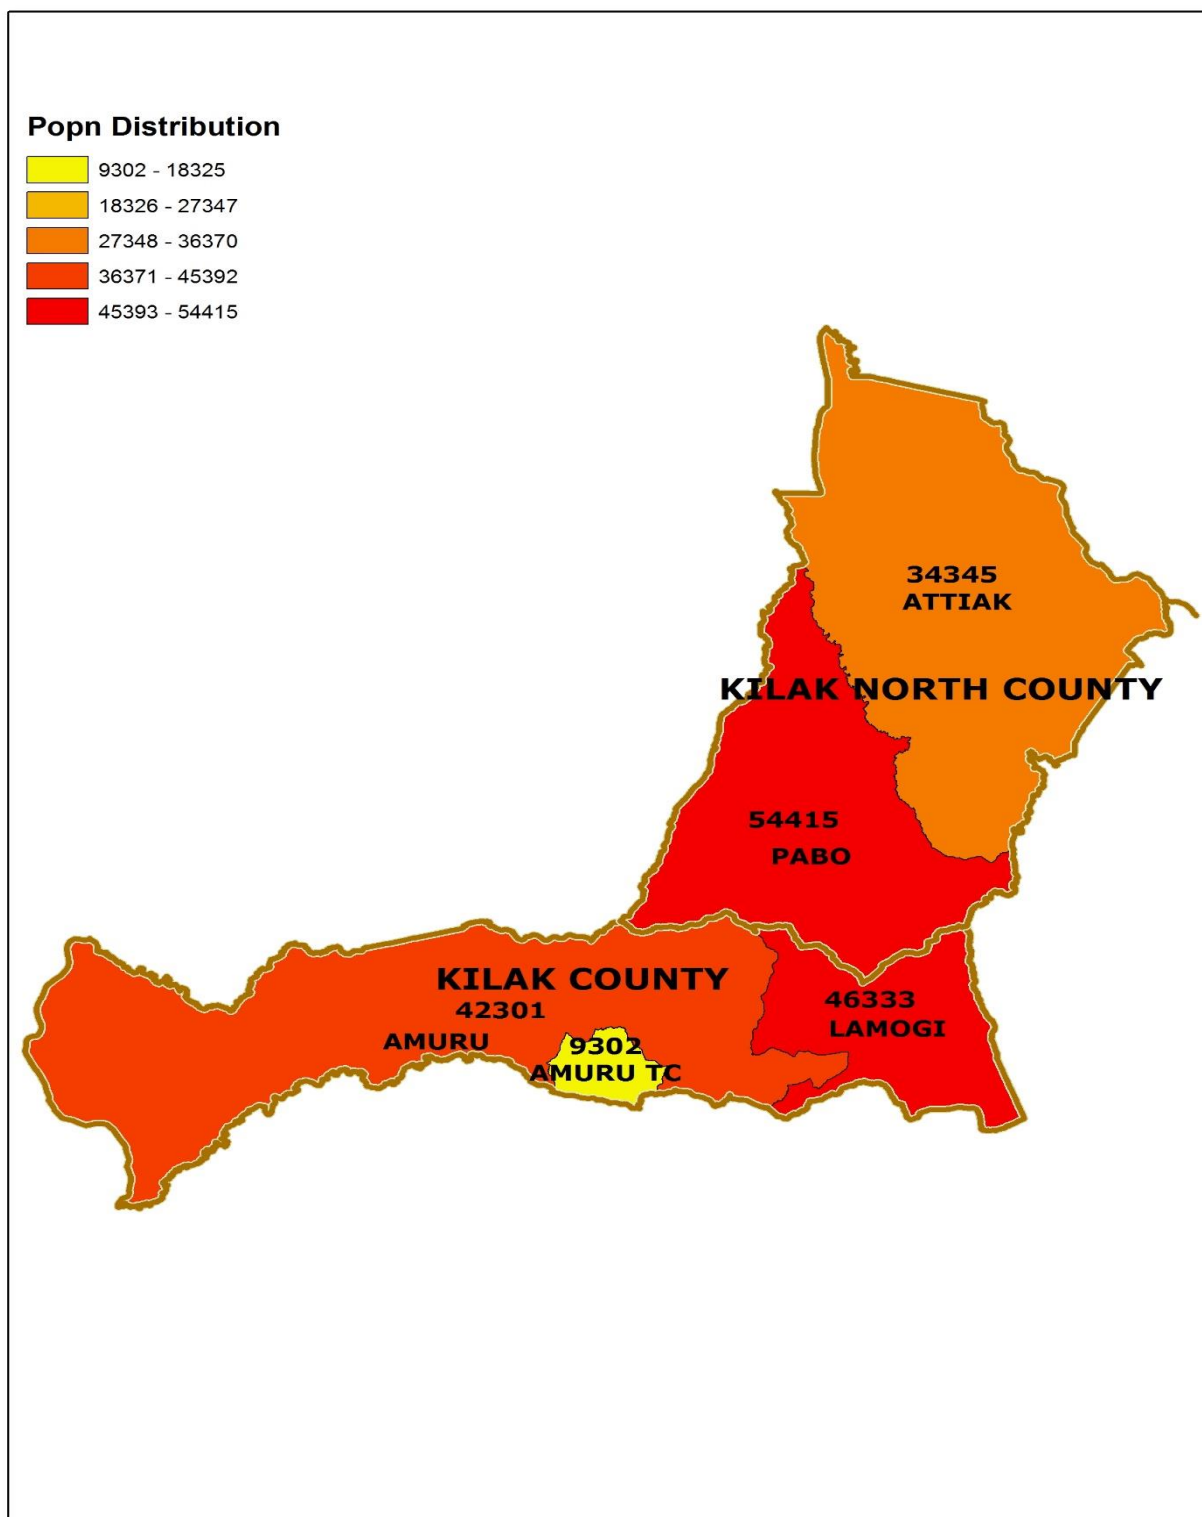 Popn Distribution
9302 - 18325
18326 - 27347
27348 - 36370
36371 - 45392
45393 - 54415
34345
ATTIAK
KILAK NORTH COUNTY
54415
PABO
KILAK COUNTY
42301
AMURU
46333
LAMOGI
9302
AMURU TC